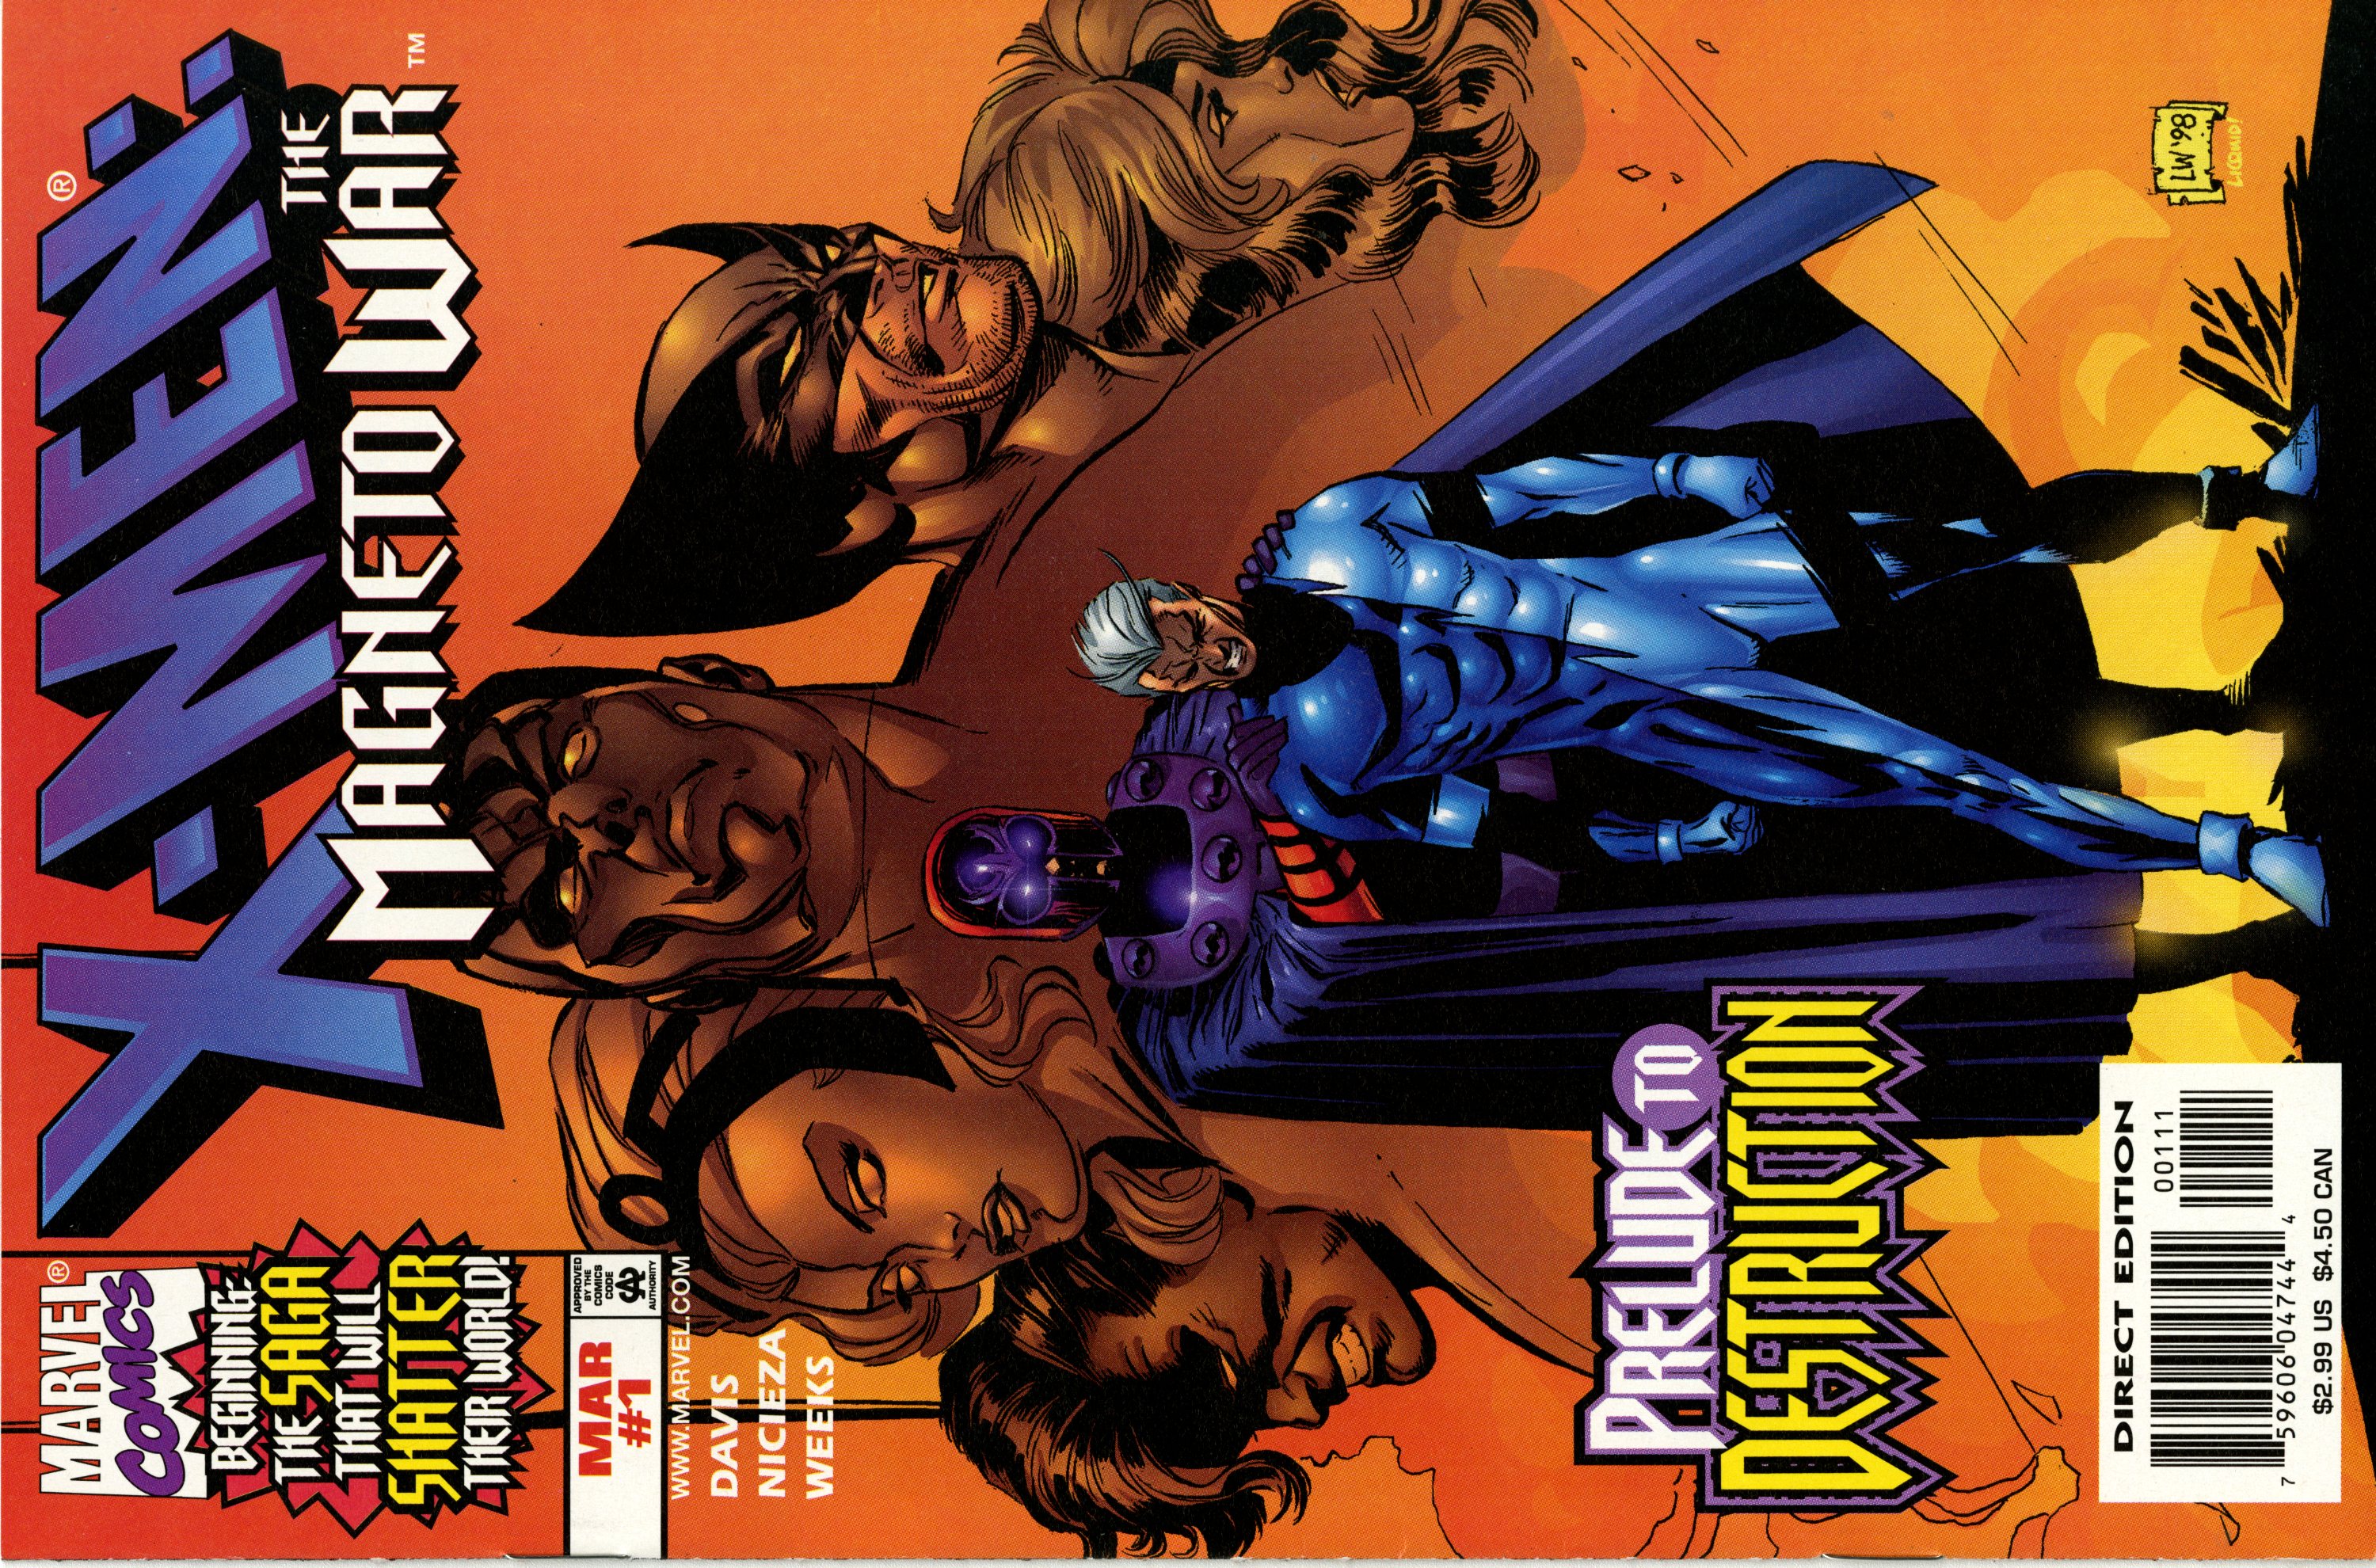 MARVEL®
COMICS
BEGINNING:
THE SAGA
THAT WILL
SHATTER
THEIR WORLD!
MAR
#1
APPROVED
BY THE
COMICS
CODE
CA
AUTHORITY
WWW.MARVEL.COM
DAVIS
NICIEZA
WEEKS
X-MEN:®
THE
MAGNETO WAR™
PRELUDE TO
DESTRUCTION
DIRECT EDITION
00111
7 59606 04744 4
$2.99 US $4.50 CAN
LW '98
LIQUID!